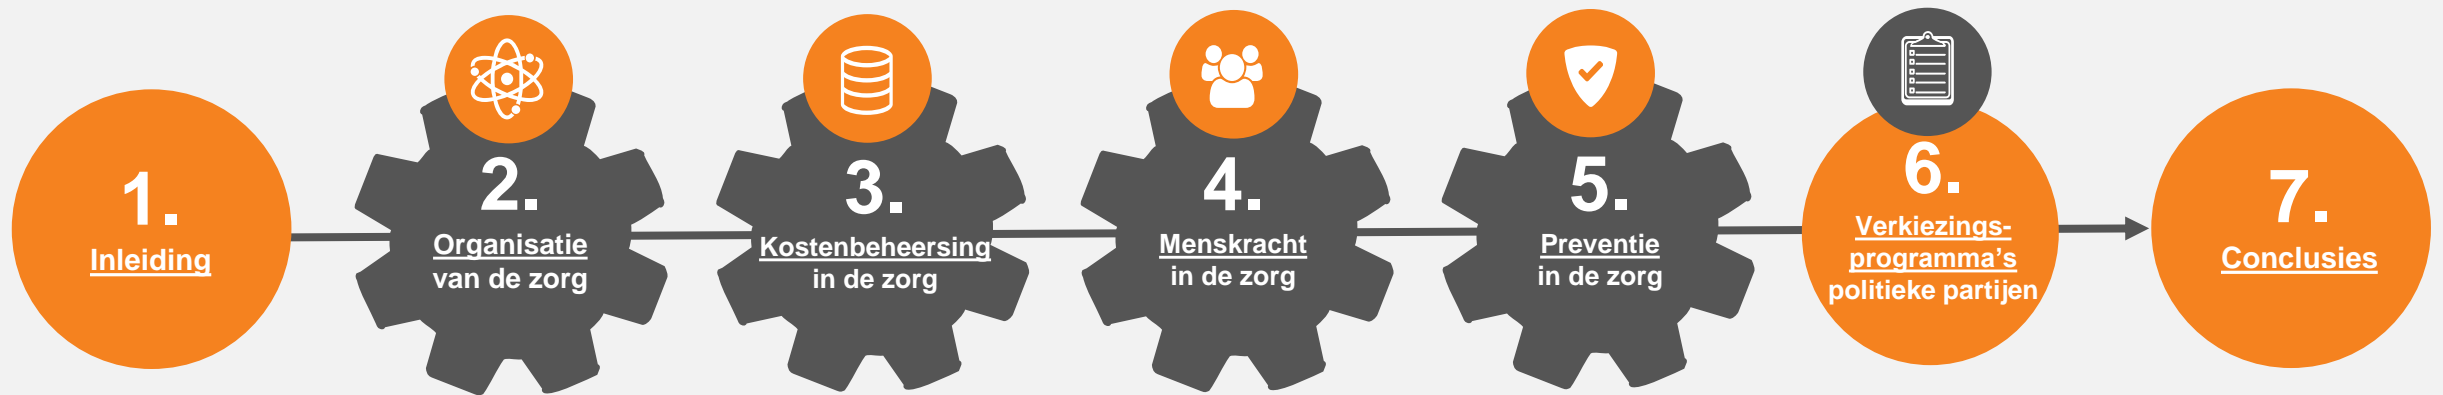 1.
Inleiding
2.
Organisatie
van de zorg
3.
Kostenbeheersing
in de zorg
4.
Menskracht
in de zorg
5.
Preventie
in de zorg
6.
Verkiezings-
programma’s
politieke partijen
7.
Conclusies